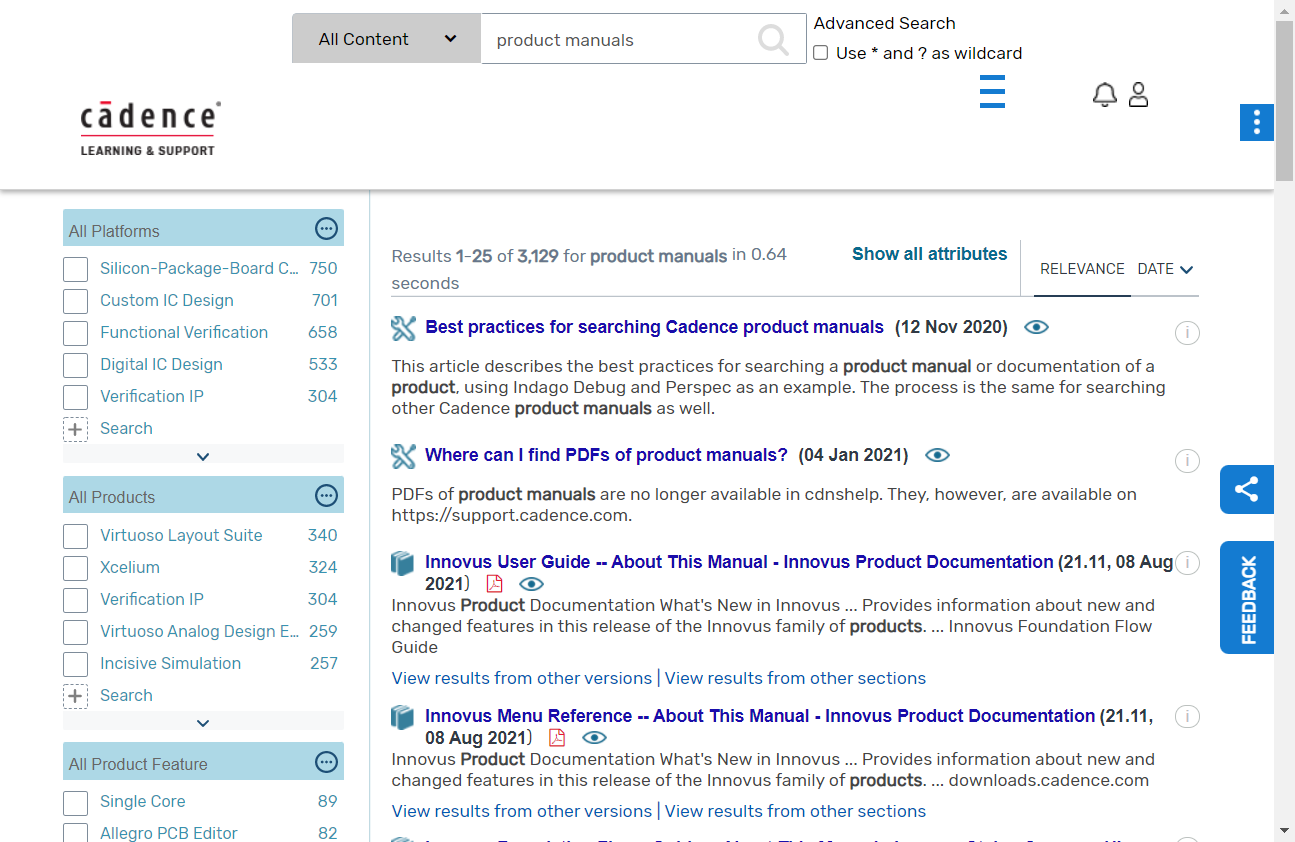 All Content
product manuals
Advanced Search
Use * and ? as wildcard
cādence®
LEARNING & SUPPORT
All Platforms
Silicon-Package-Board C... 750
Custom IC Design 701
Functional Verification 658
Digital IC Design 533
Verification IP 304
Search
All Products
Virtuoso Layout Suite 340
Xcelium 324
Verification IP 304
Virtuoso Analog Design E... 259
Incisive Simulation 257
Search
All Product Feature
Single Core 89
Allegro PCB Editor 82
Results 1-25 of 3,129 for product manuals in 0.64
seconds
Show all attributes
RELEVANCE DATE
Best practices for searching Cadence product manuals (12 Nov 2020)
This article describes the best practices for searching a product manual or documentation of a
product, using Indago Debug and Perspec as an example. The process is the same for searching
other Cadence product manuals as well.
Where can I find PDFs of product manuals? (04 Jan 2021)
PDFs of product manuals are no longer available in cdnshelp. They, however, are available on
https://support.cadence.com.
Innovus User Guide -- About This Manual - Innovus Product Documentation (21.11, 08 Aug
2021)
Innovus Product Documentation What's New in Innovus ... Provides information about new and
changed features in this release of the Innovus family of products. ... Innovus Foundation Flow
Guide
View results from other versions | View results from other sections
Innovus Menu Reference -- About This Manual - Innovus Product Documentation (21.11,
08 Aug 2021)
Innovus Product Documentation What's New in Innovus ... Provides information about new and
changed features in this release of the Innovus family of products. ... downloads.cadence.com
View results from other versions | View results from other sections
FEEDBACK